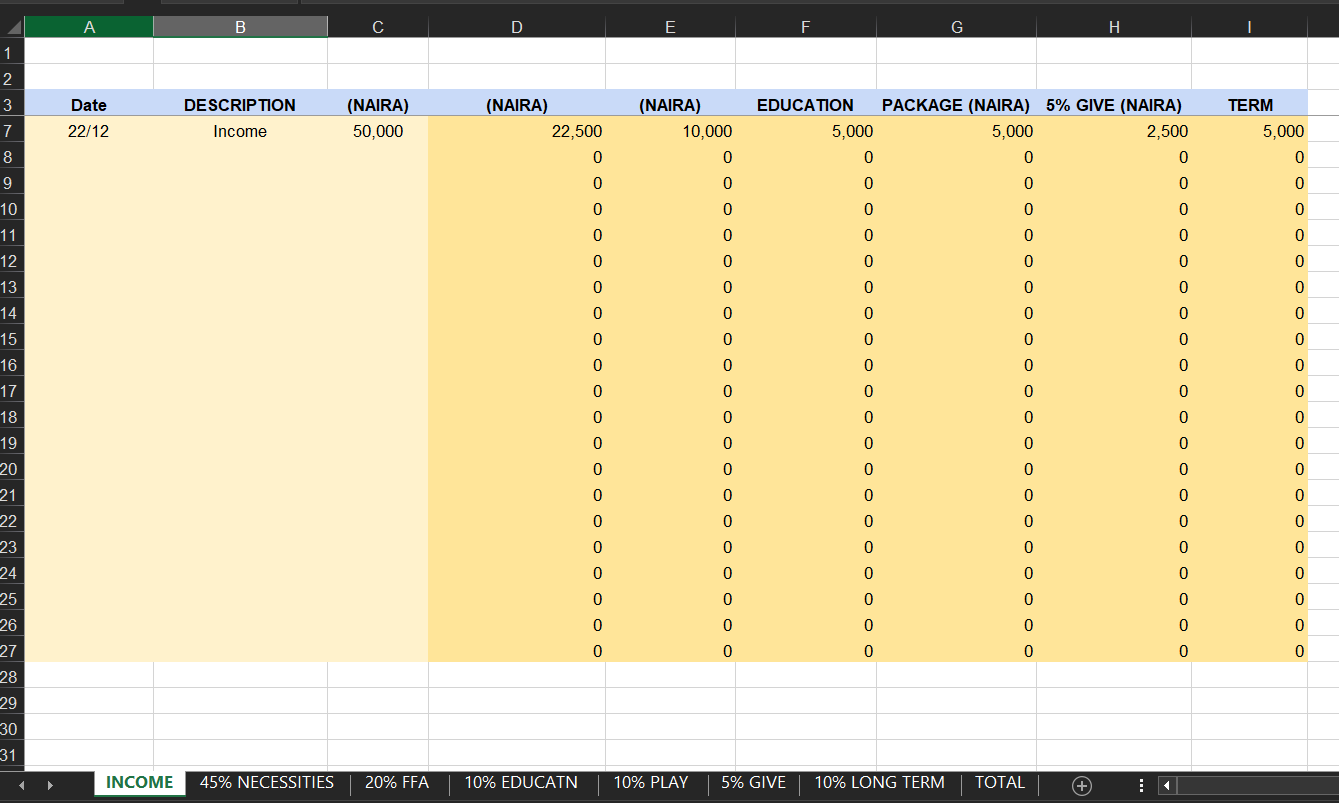 A B C D E F G H I
1
2
3 Date DESCRIPTION (NAIRA) (NAIRA) (NAIRA) EDUCATION PACKAGE (NAIRA) 5% GIVE (NAIRA) TERM
7 22/12 Income 50,000 22,500 10,000 5,000 5,000 2,500 5,000
8 0 0 0 0 0 0
9 0 0 0 0 0 0
10 0 0 0 0 0 0
11 0 0 0 0 0 0
12 0 0 0 0 0 0
13 0 0 0 0 0 0
14 0 0 0 0 0 0
15 0 0 0 0 0 0
16 0 0 0 0 0 0
17 0 0 0 0 0 0
18 0 0 0 0 0 0
19 0 0 0 0 0 0
20 0 0 0 0 0 0
21 0 0 0 0 0 0
22 0 0 0 0 0 0
23 0 0 0 0 0 0
24 0 0 0 0 0 0
25 0 0 0 0 0 0
26 0 0 0 0 0 0
27 0 0 0 0 0 0
28
29
30
31
INCOME 45% NECESSITIES 20% FFA 10% EDUCATN 10% PLAY 5% GIVE 10% LONG TERM TOTAL